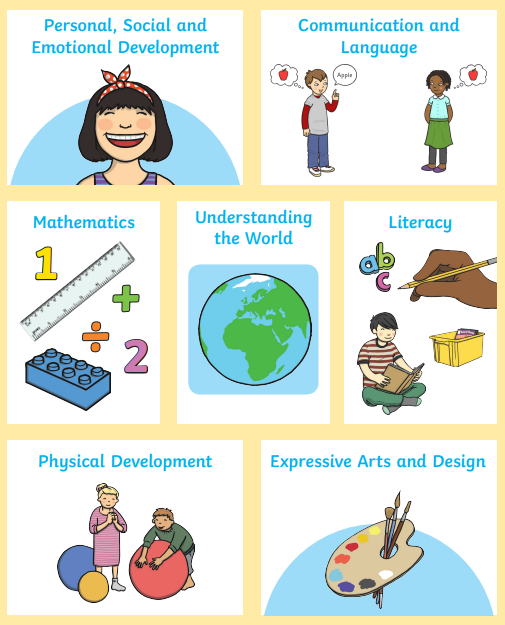 Personal, Social and
Emotional Development
Communication and
Language
Apple
Mathematics
1
2
Understanding
the World
Literacy
abc
Physical Development
Expressive Arts and Design